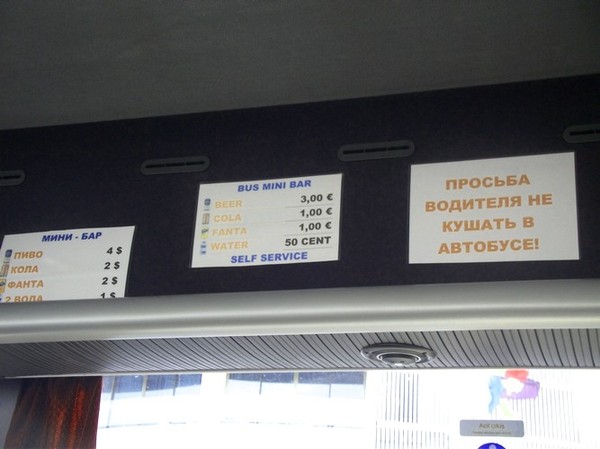 МИНИ - БАР
ПИВО 4 $
КОЛА 2 $
ФАНТА 2 $
2 ВОДА 1 $
BUS MINI BAR
BEER 3,00 €
COLA 1,00 €
FANTA 1,00 €
WATER 50 CENT
SELF SERVICE
ПРОСЬБА
ВОДИТЕЛЯ НЕ
КУШАТЬ В
АВТОБУСЕ!